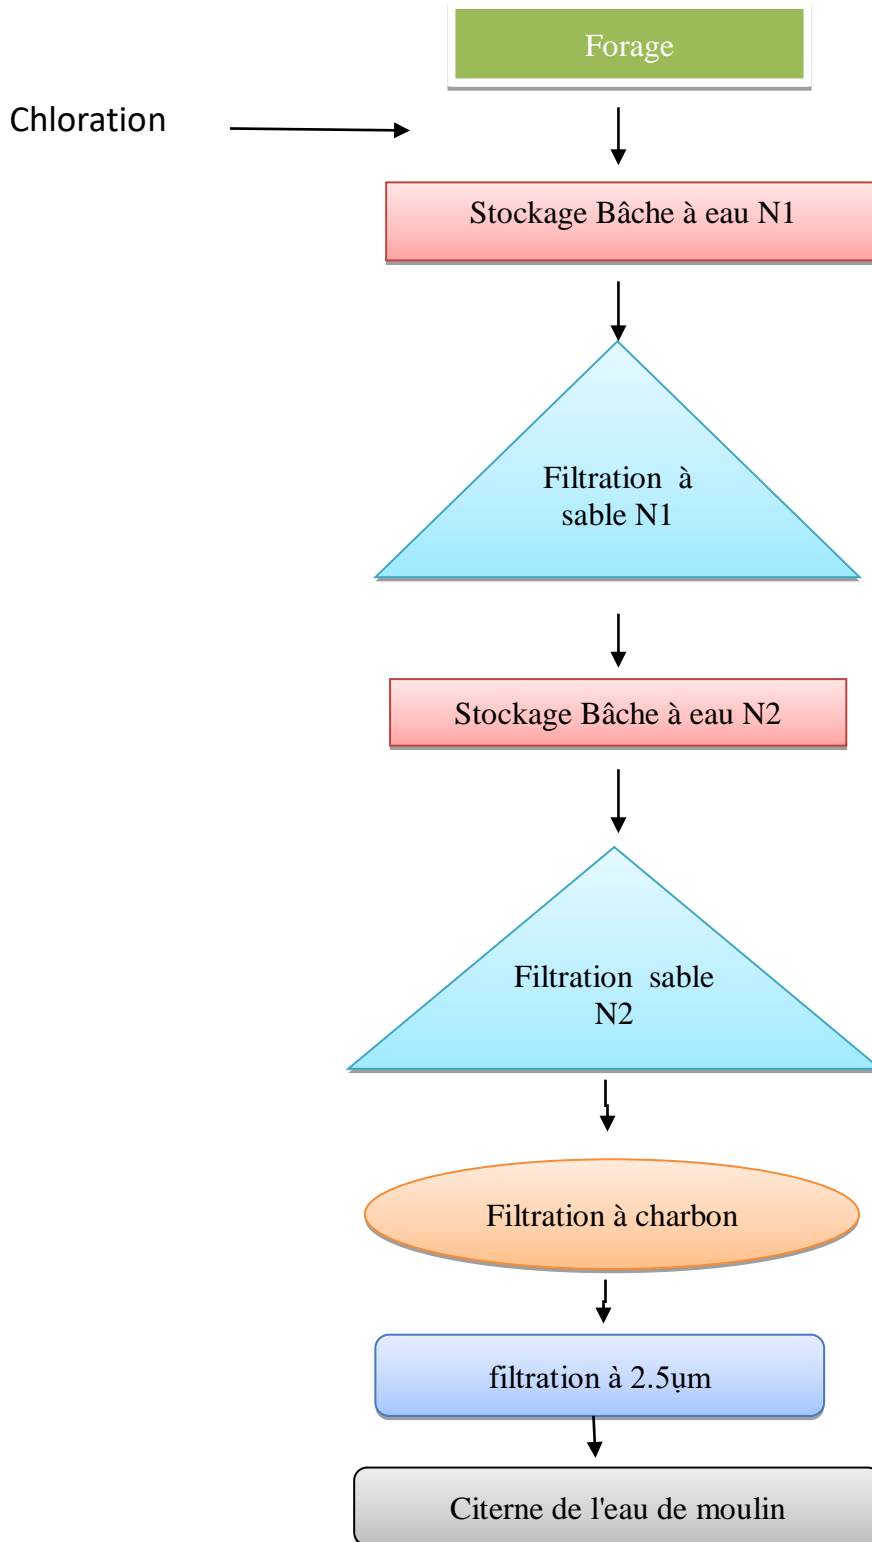 Forage
Chloration
Stockage Bâche à eau N1
Filtration à
sable N1
Stockage Bâche à eau N2
Filtration sable
N2
Filtration à charbon
filtration à 2.5ųm
Citerne de l'eau de moulin